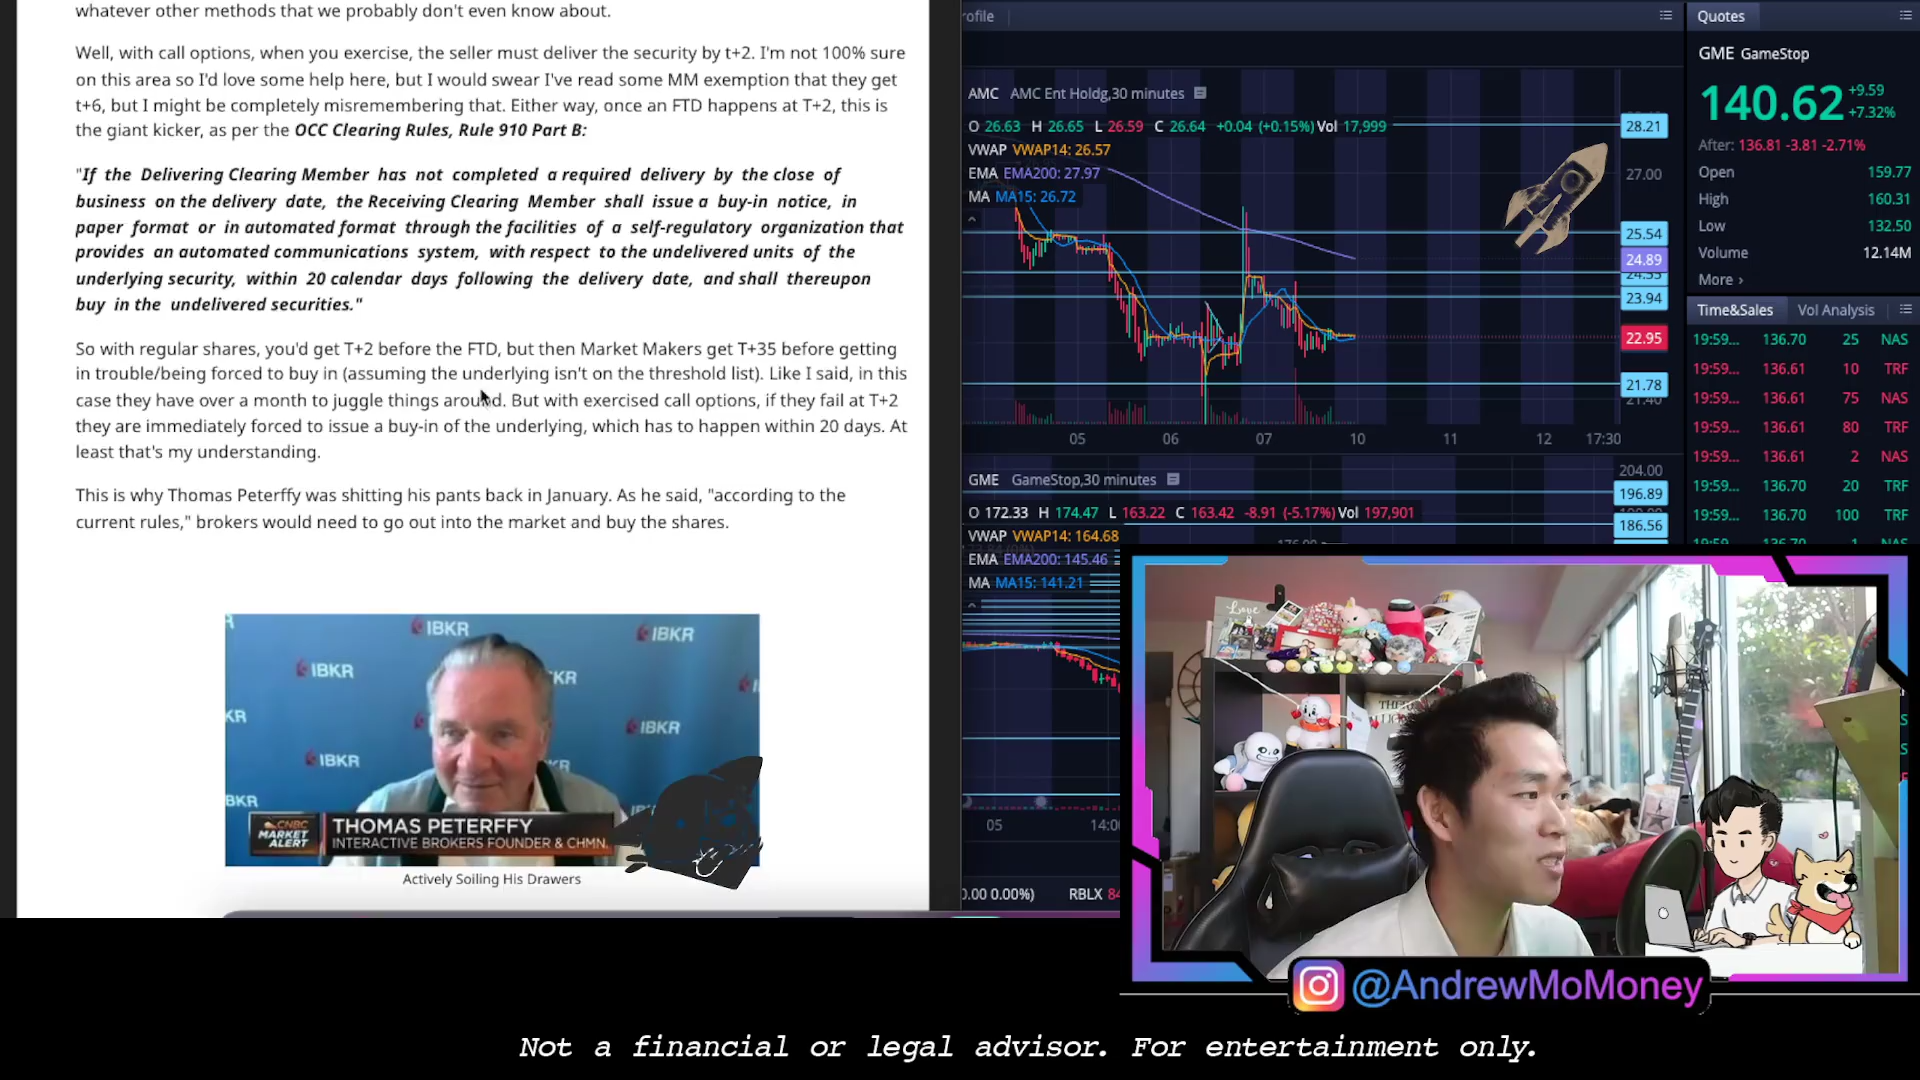 whatever other methods that we probably don't even know about.
Well, with call options, when you exercise, the seller must deliver the security by t+2. I'm not 100% sure
on this area so I'd love some help here, but I would swear I've read some MM exemption that they get
t+6, but I might be completely misremembering that. Either way, once an FTD happens at T+2, this is
the giant kicker, as per the OCC Clearing Rules, Rule 910 Part B:
"If the Delivering Clearing Member has not completed a required delivery by the close of
business on the delivery date, the Receiving Clearing Member shall issue a buy-in notice, in
paper format or in automated format through the facilities of a self-regulatory organization that
provides an automated communications system, with respect to the undelivered units of the
underlying security, within 20 calendar days following the delivery date, and shall thereupon
buy in the undelivered securities."
So with regular shares, you'd get T+2 before the FTD, but then Market Makers get T+35 before getting
in trouble/being forced to buy in (assuming the underlying isn't on the threshold list). Like I said, in this
case they have over a month to juggle things around. But with exercised call options, if they fail at T+2
they are immediately forced to issue a buy-in of the underlying, which has to happen within 20 days. At
least that's my understanding.
This is why Thomas Peterffy was shitting his pants back in January. As he said, "according to the
current rules," brokers would need to go out into the market and buy the shares.
IBKR
IBKR
IBKR
KR
KR
IBKR
IBKR
BKR
CNBC
MARKET
ALERT
THOMAS PETERFFY
INTERACTIVE BROKERS FOUNDER & CHMN.
Actively Soiling His Drawers
rofile
AMC AMC Ent Holdg,30 minutes
O 26.63 H 26.65 L 26.59 C 26.64 +0.04 (+0.15%) Vol 17,999
VWAP VWAP14: 26.57
EMA EMA200: 27.97
MA MA15: 26.72
28.21
27.00
25.54
24.89
23.94
22.95
21.78
21.40
05 06 07 10 11 12 17:30
GME GameStop,30 minutes
O 172.33 H 174.47 L 163.22 C 163.42 -8.91 (-5.17%) Vol 197,901
VWAP VWAP14: 164.68
EMA EMA200: 145.46
MA MA15: 141.21
204.00
196.89
186.56
05 14:0
0.00 0.00%) RBLX 84
Quotes
GME GameStop
140.62
+9.59
+7.32%
After: 136.81 -3.81 -2.71%
Open 159.77
High 160.31
Low 132.50
Volume 12.14M
More ›
Time&Sales Vol Analysis
19:59... 136.70 25 NAS
19:59... 136.61 10 TRF
19:59... 136.61 75 NAS
19:59... 136.61 80 TRF
19:59... 136.61 2 NAS
19:59... 136.70 20 TRF
19:59... 136.70 100 TRF
Love
@AndrewMoMoney
Not a financial or legal advisor. For entertainment only.